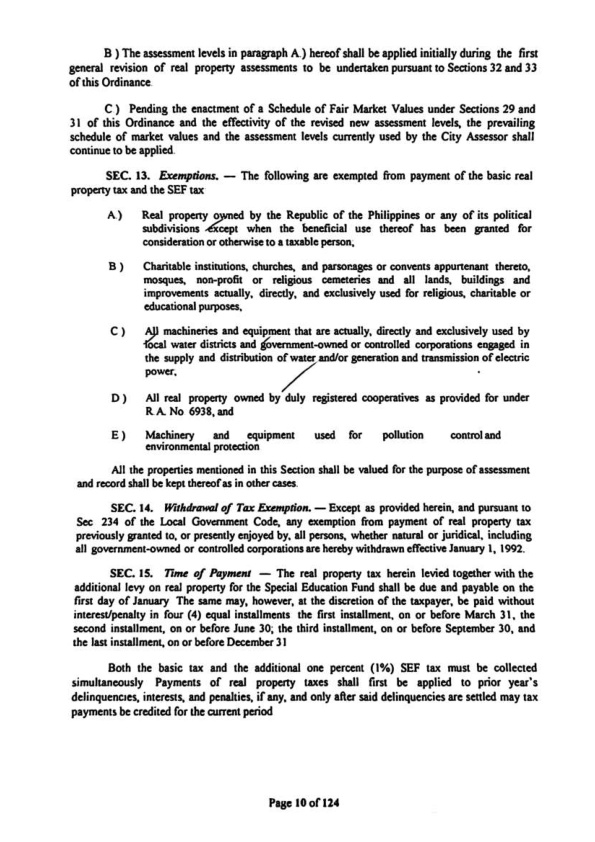 B ) The assessment levels in paragraph A.) hereof shall be applied initially during the first
general revision of real property assessments to be undertaken pursuant to Sections 32 and 33
of this Ordinance.
C ) Pending the enactment of a Schedule of Fair Market Values under Sections 29 and
31 of this Ordinance and the effectivity of the revised new assessment levels, the prevailing
schedule of market values and the assessment levels currently used by the City Assessor shall
continue to be applied.
SEC. 13. Exemptions. — The following are exempted from payment of the basic real
property tax and the SEF tax
A.) Real property owned by the Republic of the Philippines or any of its political
subdivisions except when the beneficial use thereof has been granted for
consideration or otherwise to a taxable person;
B ) Charitable institutions, churches, and parsonages or convents appurtenant thereto,
mosques, non-profit or religious cemeteries and all lands, buildings and
improvements actually, directly, and exclusively used for religious, charitable or
educational purposes,
C ) All machineries and equipment that are actually, directly and exclusively used by
local water districts and government-owned or controlled corporations engaged in
the supply and distribution of water and/or generation and transmission of electric
power,
D ) All real property owned by duly registered cooperatives as provided for under
R.A. No 6938, and
E ) Machinery and equipment used for pollution control and
environmental protection
All the properties mentioned in this Section shall be valued for the purpose of assessment
and record shall be kept thereof as in other cases.
SEC. 14. Withdrawal of Tax Exemption. — Except as provided herein, and pursuant to
Sec 234 of the Local Government Code, any exemption from payment of real property tax
previously granted to, or presently enjoyed by, all persons, whether natural or juridical, including
all government-owned or controlled corporations are hereby withdrawn effective January 1, 1992.
SEC. 15. Time of Payment — The real property tax herein levied together with the
additional levy on real property for the Special Education Fund shall be due and payable on the
first day of January The same may, however, at the discretion of the taxpayer, be paid without
interest/penalty in four (4) equal installments the first installment, on or before March 31, the
second installment, on or before June 30; the third installment, on or before September 30, and
the last installment, on or before December 31
Both the basic tax and the additional one percent (1%) SEF tax must be collected
simultaneously Payments of real property taxes shall first be applied to prior year's
delinquencies, interests, and penalties, if any, and only after said delinquencies are settled may tax
payments be credited for the current period
Page 10 of 124